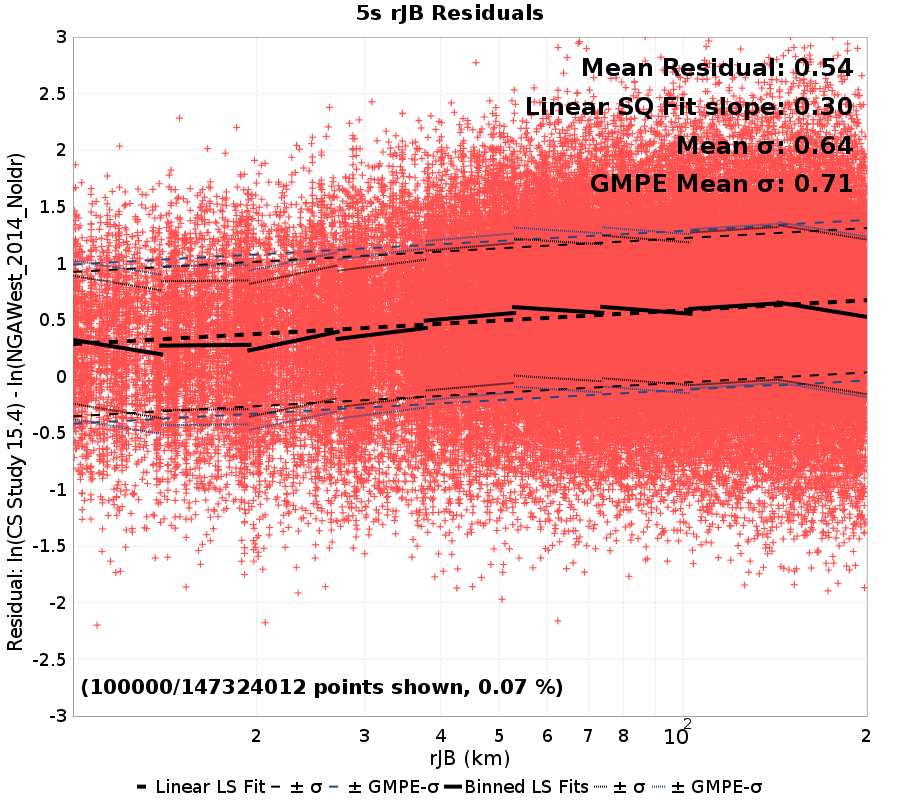 5s rJB Residuals
Mean Residual: 0.54
Linear SQ Fit slope: 0.30
Mean σ: 0.64
GMPE Mean σ: 0.71
Residual: ln(CS Study 15.4) - ln(NGAWest_2014_NoIdr)
3
2.5
2
1.5
1
0.5
0
-0.5
-1
-1.5
-2
-2.5
-3
(100000/147324012 points shown, 0.07 %)
2 3 4 5 6 7 8 10² 2
rJB (km)
Linear LS Fit ± σ ± GMPE-σ Binned LS Fits ± σ ± GMPE-σ